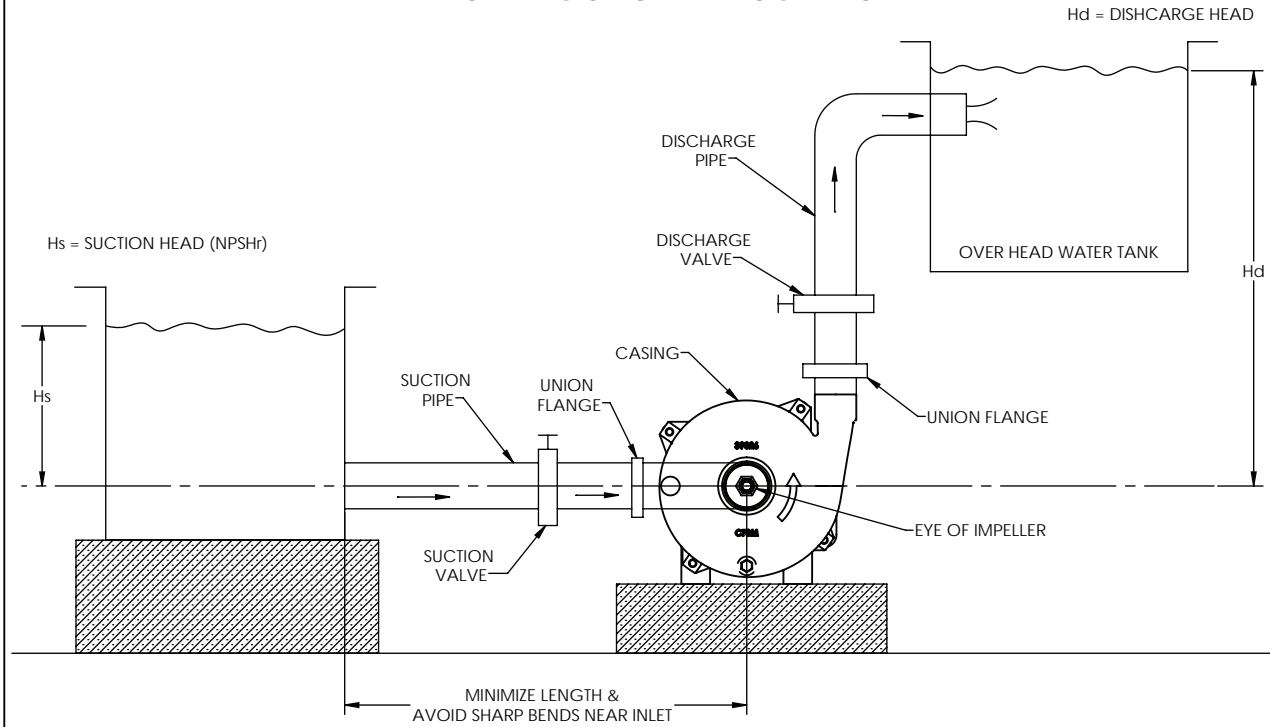 Hd = DISHCARGE HEAD
DISCHARGE
PIPE
Hs = SUCTION HEAD (NPSHr)
DISCHARGE
VALVE
OVER HEAD WATER TANK
Hd
CASING
SUCTION
PIPE
UNION
FLANGE
Hs
UNION FLANGE
EYE OF IMPELLER
SUCTION
VALVE
MINIMIZE LENGTH &
AVOID SHARP BENDS NEAR INLET